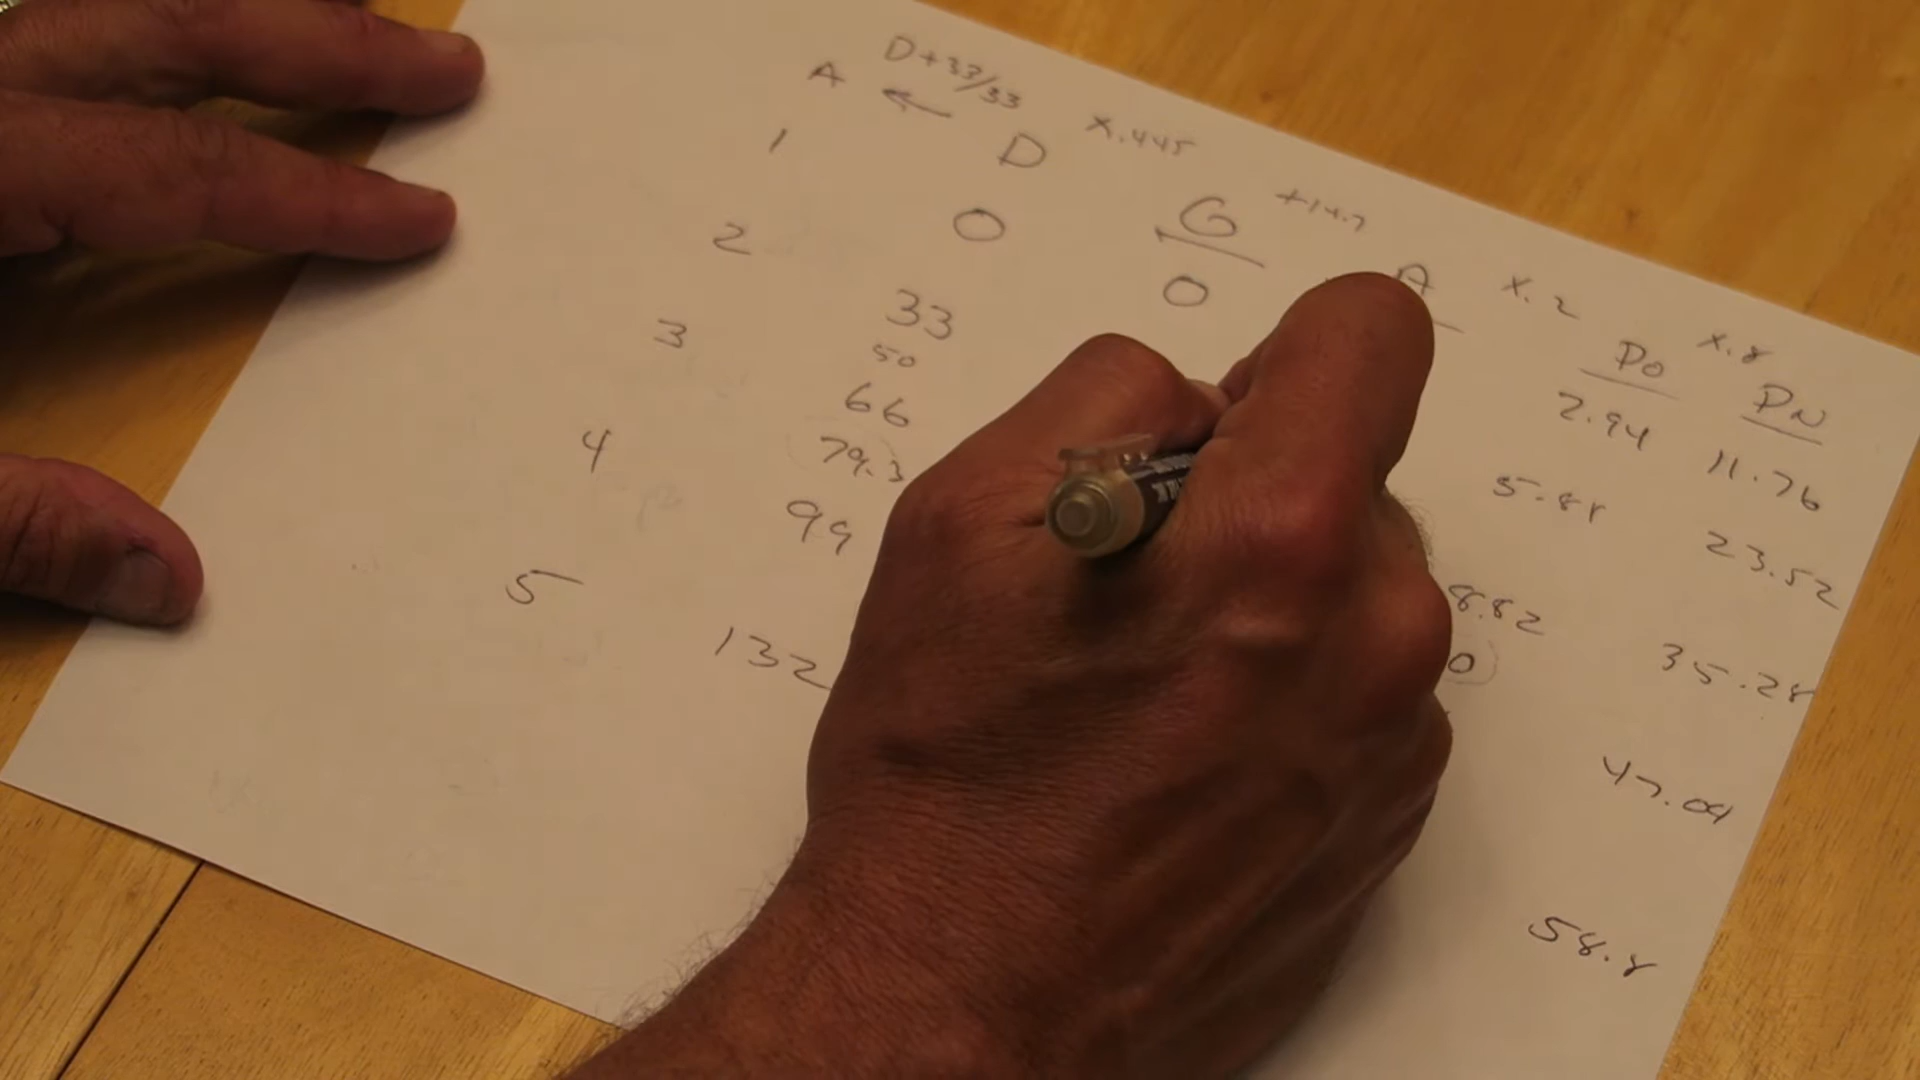 D+33/33
A ← D x.445 G +14.7 A x.2 PO x.8 PN
1 0 0 2.94 11.76
2 33 5.88 23.52
50
3 66 8.82 35.28
79.3
4 99 47.04
5 132 58.8